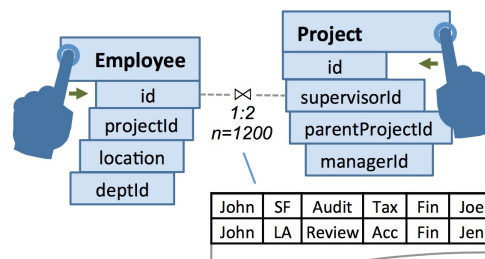 Employee
id
projectId
location
deptId
Project
id
supervisorId
parentProjectId
managerId
⋈
1:2
n=1200
John SF Audit Tax Fin Joe
John LA Review Acc Fin Jen